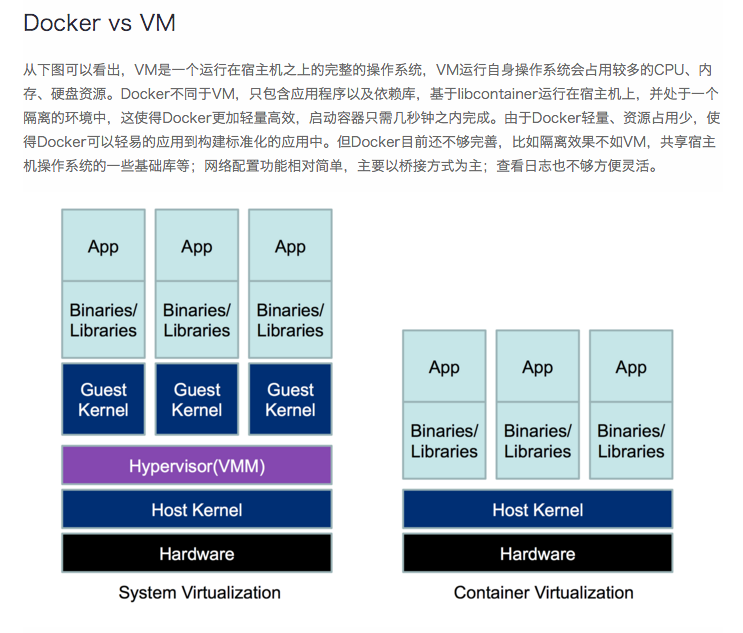 Docker vs VM
从下图可以看出，VM是一个运行在宿主机之上的完整的操作系统，VM运行自身操作系统会占用较多的CPU、内
存、硬盘资源。Docker不同于VM，只包含应用程序以及依赖库，基于libcontainer运行在宿主机上，并处于一个
隔离的环境中，这使得Docker更加轻量高效，启动容器只需几秒钟之内完成。由于Docker轻量、资源占用少，使
得Docker可以轻易的应用到构建标准化的应用中。但Docker目前还不够完善，比如隔离效果不如VM，共享宿主
机操作系统的一些基础库等；网络配置功能相对简单，主要以桥接方式为主；查看日志也不够方便灵活。
App App App
Binaries/ Binaries/ Binaries/
Libraries Libraries Libraries
Guest Guest Guest
Kernel Kernel Kernel
Hypervisor(VMM)
Host Kernel
Hardware
System Virtualization
App App App
Binaries/ Binaries/ Binaries/
Libraries Libraries Libraries
Host Kernel
Hardware
Container Virtualization